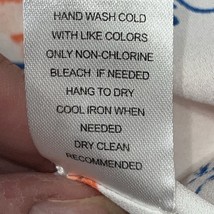 HAND WASH COLD
WITH LIKE COLORS
ONLY NON-CHLORINE
BLEACH IF NEEDED
HANG TO DRY
COOL IRON WHEN
NEEDED
DRY CLEAN
RECOMMENDED